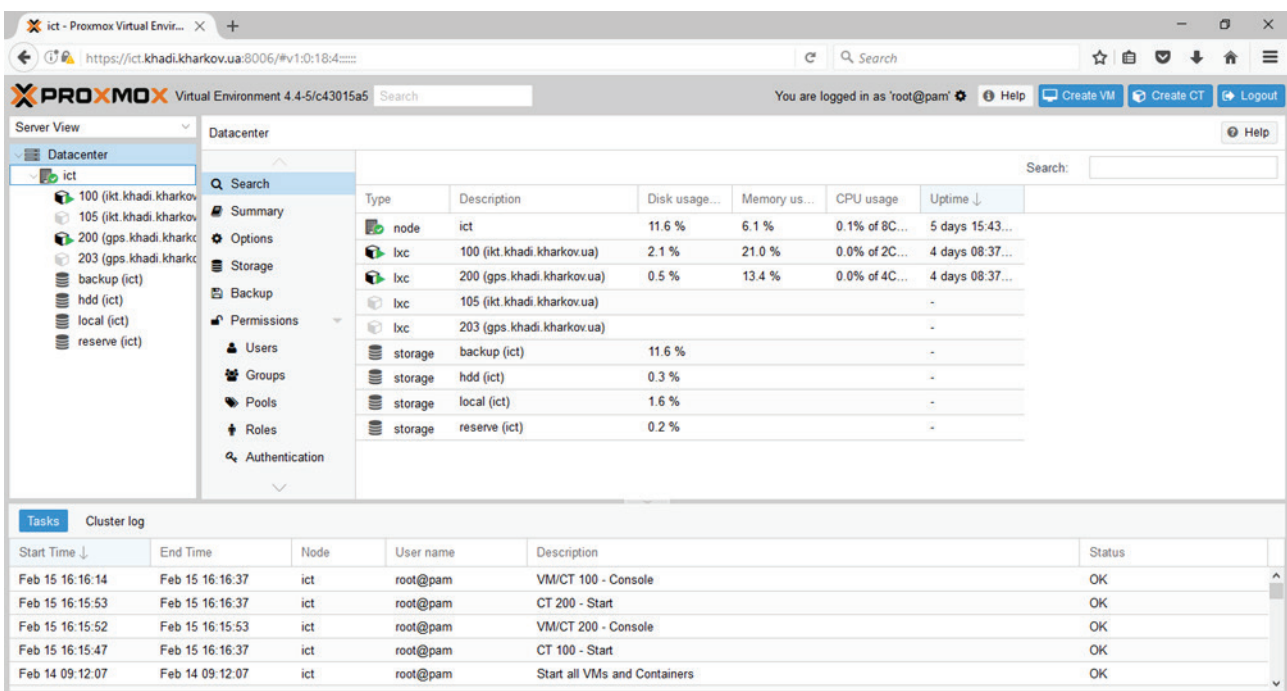 ict - Proxmox Virtual Envir...
https://ict.khadi.kharkov.ua:8006/#v1:0:18:4::::::
Search
PROXMOX Virtual Environment 4.4-5/c43015a5 Search You are logged in as 'root@pam' Help Create VM Create CT Logout
Server View
Datacenter
ict
100 (ikt.khadi.kharkov
105 (ikt.khadi.kharkov
200 (gps.khadi.kharkc
203 (gps.khadi.kharkc
backup (ict)
hdd (ict)
local (ict)
reserve (ict)
Datacenter Help
Search
Summary
Options
Storage
Backup
Permissions
Users
Groups
Pools
Roles
Authentication
Search:
Type Description Disk usage... Memory us... CPU usage Uptime ↓
node ict 11.6 % 6.1 % 0.1% of 8C... 5 days 15:43...
lxc 100 (ikt.khadi.kharkov.ua) 2.1 % 21.0 % 0.0% of 2C... 4 days 08:37...
lxc 200 (gps.khadi.kharkov.ua) 0.5 % 13.4 % 0.0% of 4C... 4 days 08:37...
lxc 105 (ikt.khadi.kharkov.ua) -
lxc 203 (gps.khadi.kharkov.ua) -
storage backup (ict) 11.6 % -
storage hdd (ict) 0.3 % -
storage local (ict) 1.6 % -
storage reserve (ict) 0.2 % -
Tasks Cluster log
Start Time ↓ End Time Node User name Description Status
Feb 15 16:16:14 Feb 15 16:16:37 ict root@pam VM/CT 100 - Console OK
Feb 15 16:15:53 Feb 15 16:16:37 ict root@pam CT 200 - Start OK
Feb 15 16:15:52 Feb 15 16:15:53 ict root@pam VM/CT 200 - Console OK
Feb 15 16:15:47 Feb 15 16:16:37 ict root@pam CT 100 - Start OK
Feb 14 09:12:07 Feb 14 09:12:07 ict root@pam Start all VMs and Containers OK